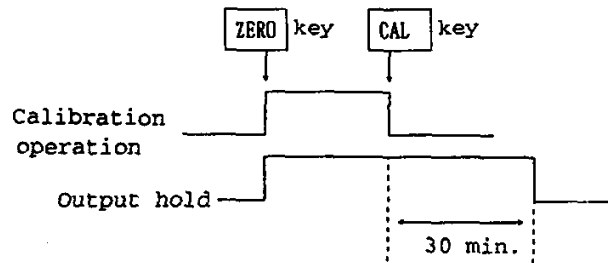 ZERO key CAL key
Calibration
operation
Output hold
30 min.